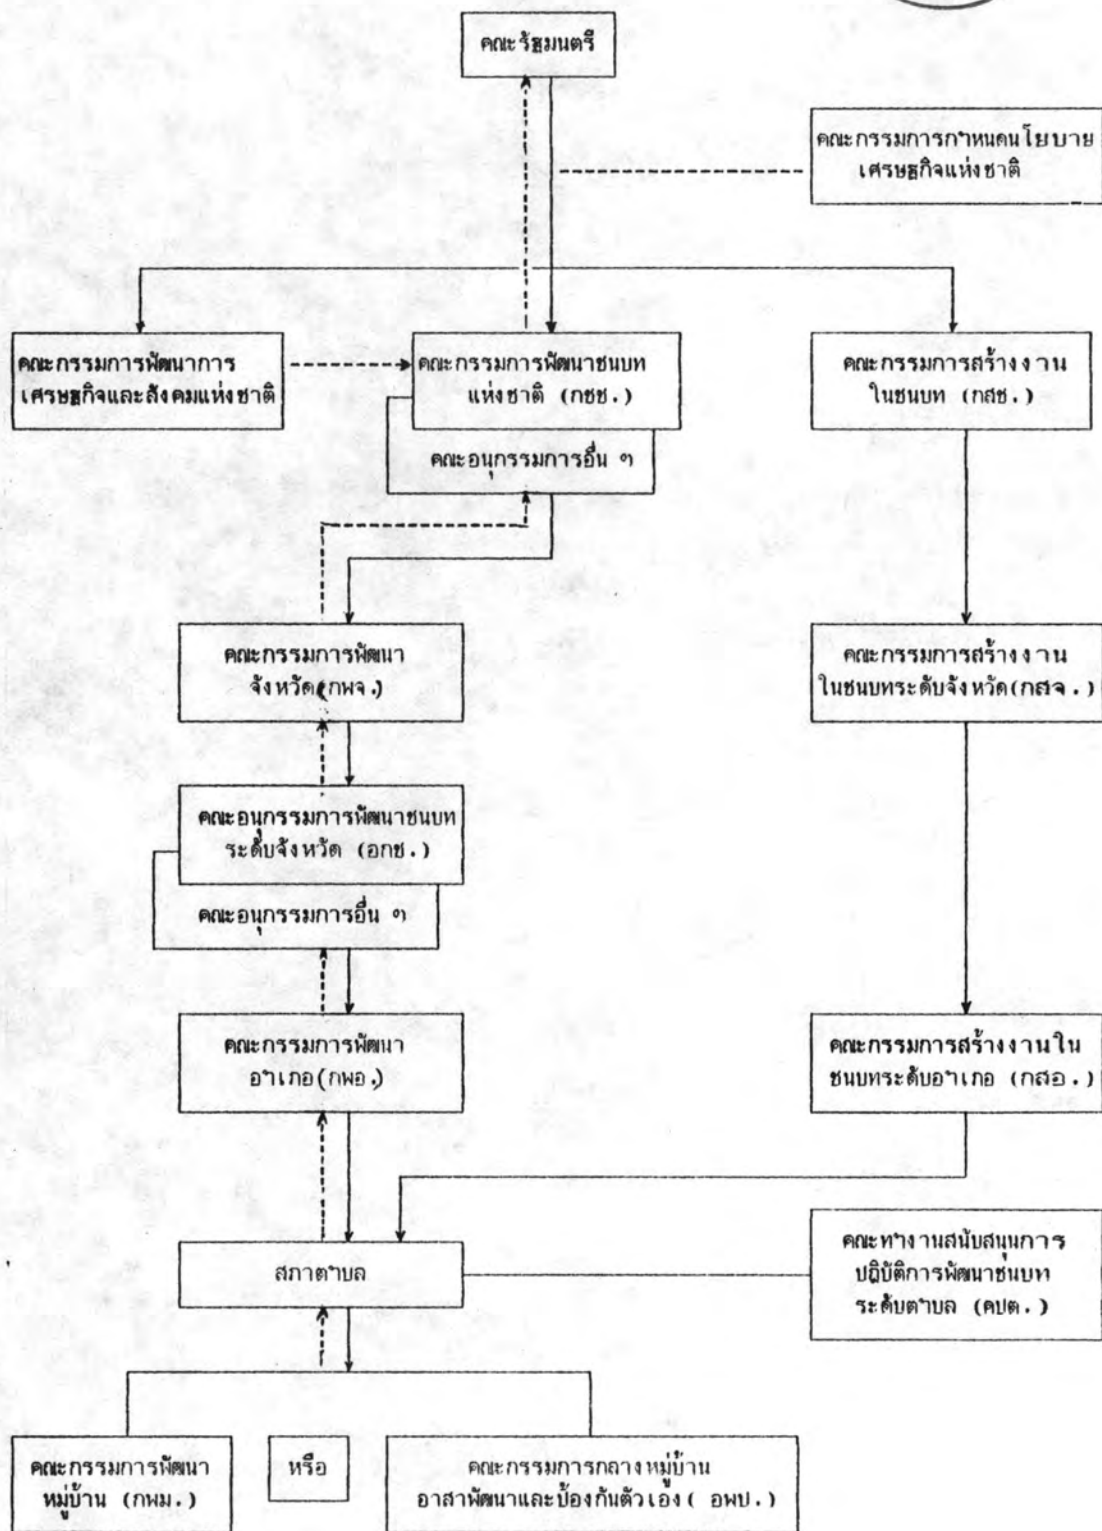 คณะรัฐมนตรี
คณะกรรมการกำหนดนโยบาย
เศรษฐกิจแห่งชาติ
คณะกรรมการพัฒนาการ
เศรษฐกิจและสังคมแห่งชาติ
คณะกรรมการพัฒนาชนบท
แห่งชาติ (กชช.)
คณะอนุกรรมการอื่น ๆ
คณะกรรมการสร้างงาน
ในชนบท (กสช.)
คณะกรรมการพัฒนา
จังหวัด(กพจ.)
คณะกรรมการสร้างงาน
ในชนบทระดับจังหวัด(กสจ.)
คณะอนุกรรมการพัฒนาชนบท
ระดับจังหวัด (อกช.)
คณะอนุกรรมการอื่น ๆ
คณะกรรมการพัฒนา
อำเภอ(กพอ.)
คณะกรรมการสร้างงานใน
ชนบทระดับอำเภอ (กสอ.)
สภาตำบล
คณะทำงานสนับสนุนการ
ปฏิบัติการพัฒนาชนบท
ระดับตำบล (คปต.)
คณะกรรมการพัฒนา
หมู่บ้าน (กพม.)
หรือ
คณะกรรมการกลางหมู่บ้าน
อาสาพัฒนาและป้องกันตัวเอง( อพป.)